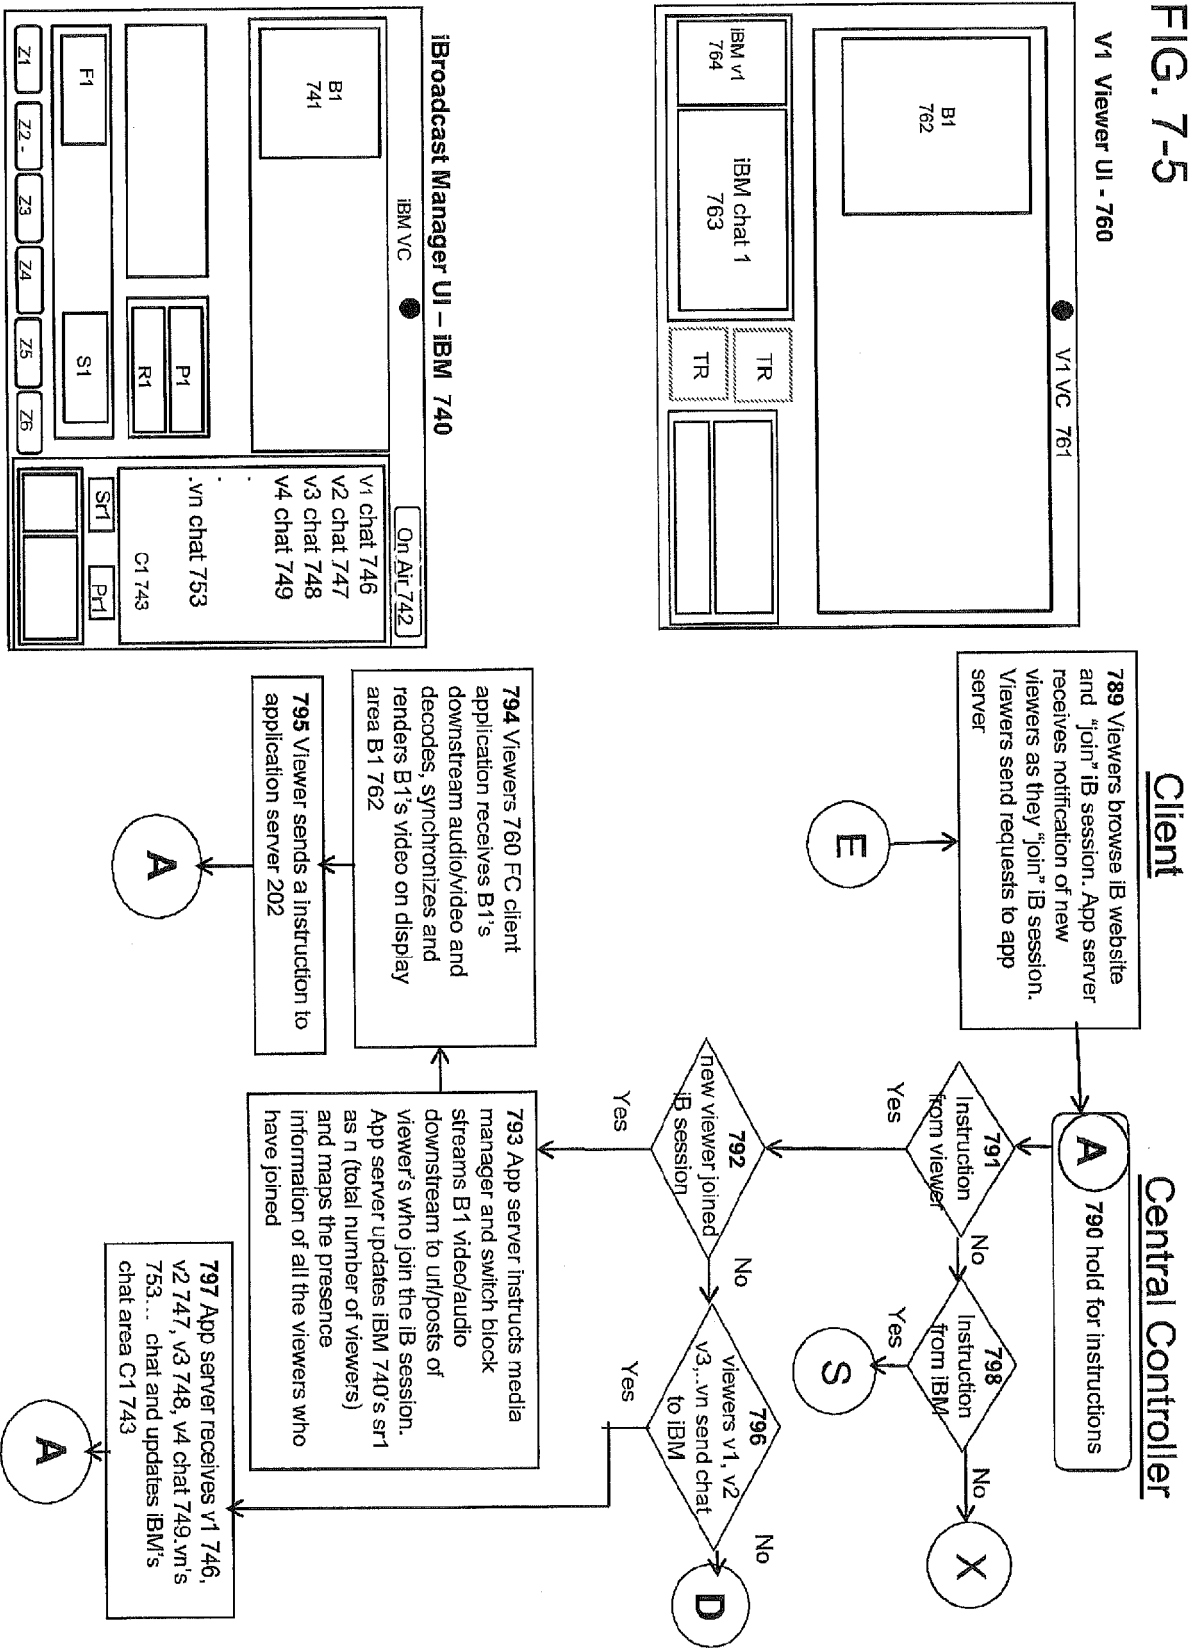 FIG. 7-5
V1 Viewer UI - 760
V1 VC 761
B1
762
iBM v1
764
iBM chat 1
763
TR
TR
iBroadcast Manager UI – iBM 740
iBM VC
On Air 742
B1
741
P1
R1
F1
S1
Z1
Z2 -
Z3
Z4
Z5
Z6
v1 chat 746
v2 chat 747
v3 chat 748
v4 chat 749
.
.
.vn chat 753
C1 743
Sr1
Pr1
Client
789 Viewers browse iB website
and “join” iB session. App server
receives notification of new
viewers as they “join” iB session.
Viewers send requests to app
server
E
794 Viewers 760 FC client
application receives B1’s
downstream audio/video and
decodes, synchronizes and
renders B1’s video on display
area B1 762
795 Viewer sends a instruction to
application server 202
A
Central Controller
A
790 hold for instructions
791
Instruction
from viewer
Yes
No
798
Instruction
from iBM
Yes
No
S
X
792
new viewer joined
iB session
Yes
No
796
viewers v1, v2
v3,..vn send chat
to iBM
Yes
No
D
793 App server instructs media
manager and switch block
streams B1 video/audio
downstream to url/posts of
viewer’s who join the iB session.
App server updates iBM 740’s sr1
as n (total number of viewers)
and maps the presence
information of all the viewers who
have joined
797 App server receives v1 746,
v2 747, v3 748, v4 chat 749.vn’s
753... chat and updates iBM’s
chat area C1 743
A